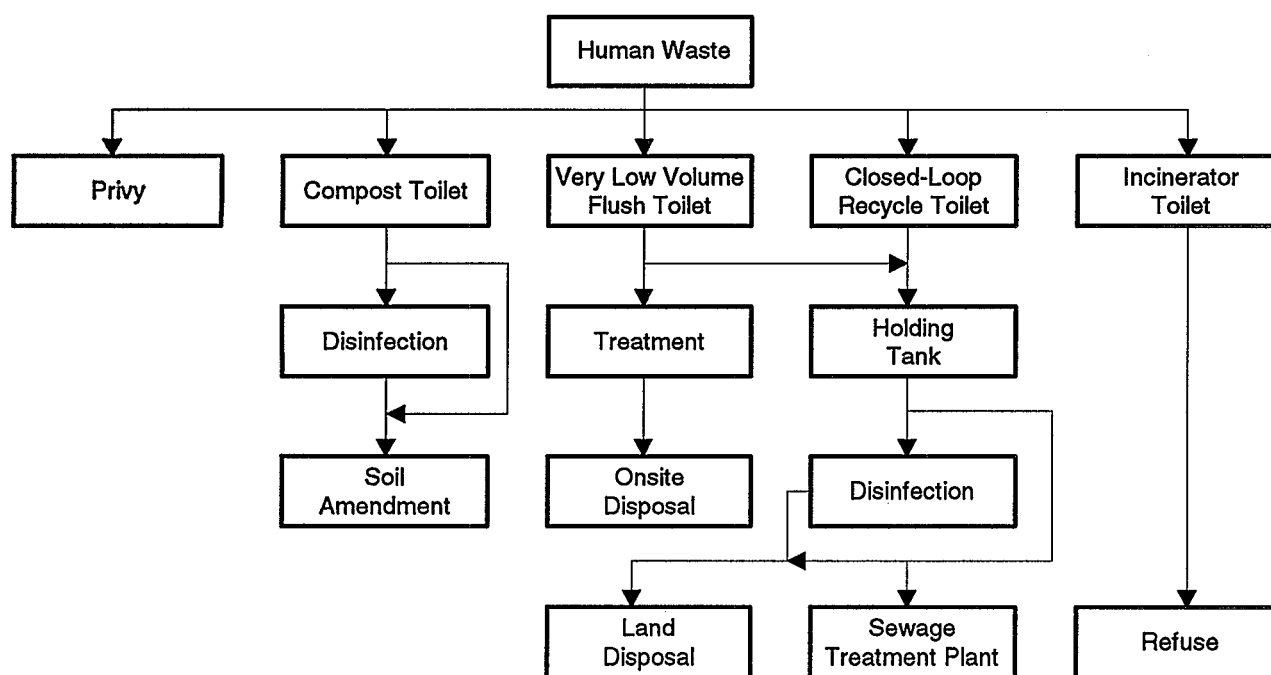 Human Waste
Privy
Compost Toilet
Very Low Volume
Flush Toilet
Closed-Loop
Recycle Toilet
Incinerator
Toilet
Disinfection
Treatment
Holding
Tank
Soil
Amendment
Onsite
Disposal
Disinfection
Land
Disposal
Sewage
Treatment Plant
Refuse